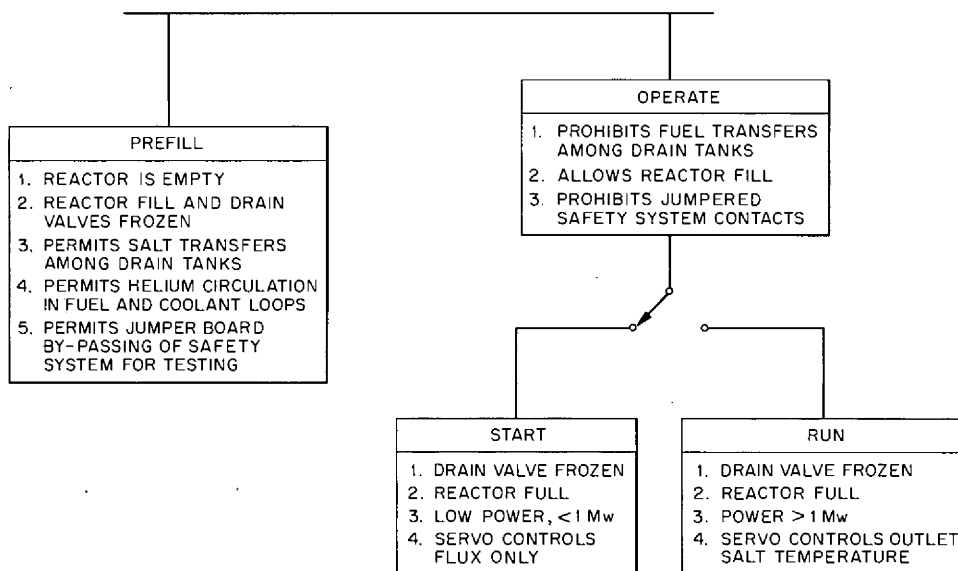 PREFILL
1. REACTOR IS EMPTY
2. REACTOR FILL AND DRAIN
VALVES FROZEN
3. PERMITS SALT TRANSFERS
AMONG DRAIN TANKS
4. PERMITS HELIUM CIRCULATION
IN FUEL AND COOLANT LOOPS
5. PERMITS JUMPER BOARD
BY-PASSING OF SAFETY
SYSTEM FOR TESTING
OPERATE
1. PROHIBITS FUEL TRANSFERS
AMONG DRAIN TANKS
2. ALLOWS REACTOR FILL
3. PROHIBITS JUMPERED
SAFETY SYSTEM CONTACTS
START
1. DRAIN VALVE FROZEN
2. REACTOR FULL
3. LOW POWER, <1 Mw
4. SERVO CONTROLS
FLUX ONLY
RUN
1. DRAIN VALVE FROZEN
2. REACTOR FULL
3. POWER >1 Mw
4. SERVO CONTROLS OUTLET
SALT TEMPERATURE